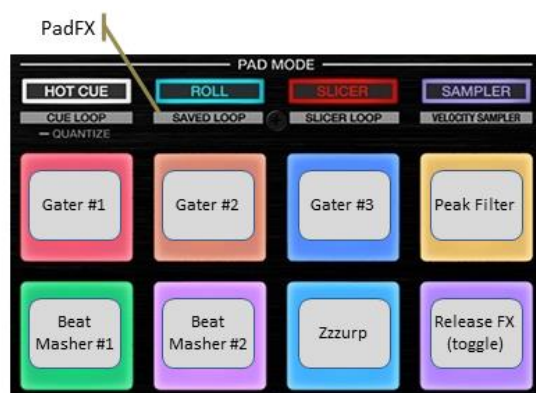 PadFX
PAD MODE
HOT CUE ROLL SLICER SAMPLER
CUE LOOP SAVED LOOP SLICER LOOP VELOCITY SAMPLER
— QUANTIZE
Gater #1 Gater #2 Gater #3 Peak Filter
Beat Masher #1
Beat Masher #2
Zzzurp
Release FX (toggle)